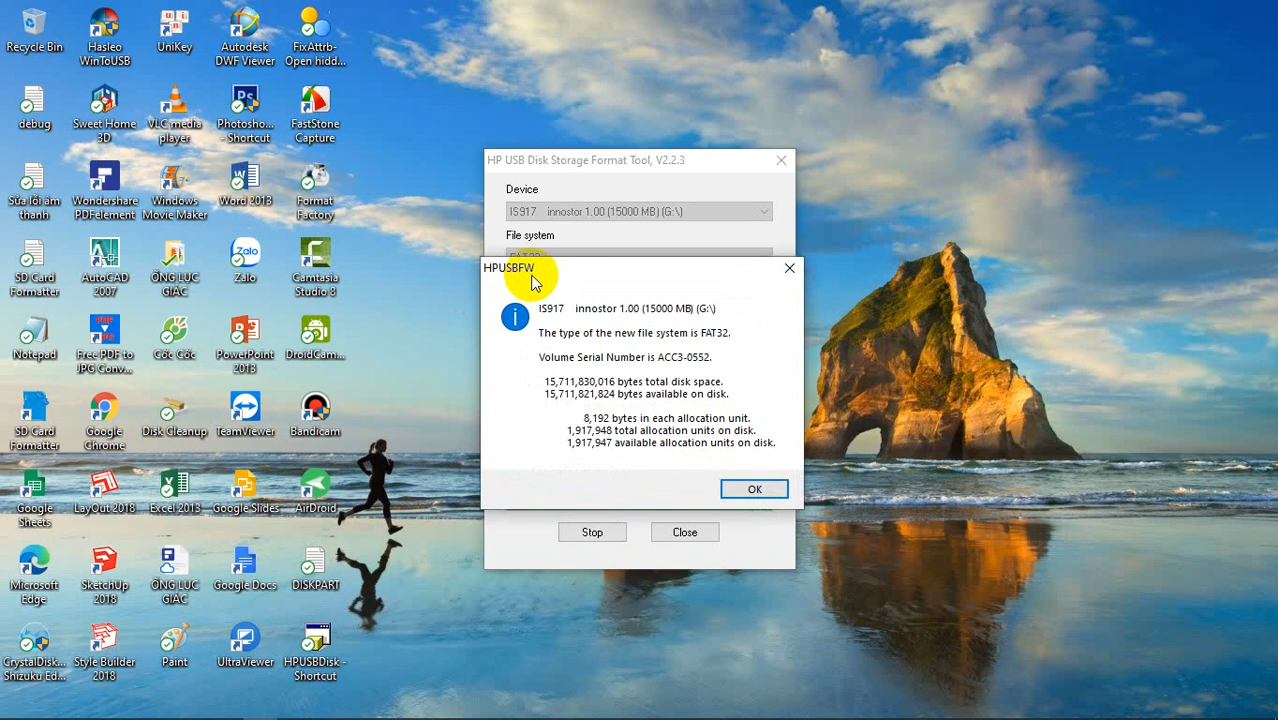 Recycle Bin
Hasleo
WinToUSB
UniKey
Autodesk
DWF Viewer
FixAttrb-
Open hidd...
debug
Sweet Home
3D
VLC media
player
Photosho...
- Shortcut
FastStone
Capture
Sửa lỗi âm
thanh
Wondershare
PDFelement
Windows
Movie Maker
Word 2013
Format
Factory
SD Card
Formatter
AutoCAD
2007
ỐNG LỤC
GIÁC
Zalo
Camtasia
Studio 8
Notepad
Free PDF to
JPG Conv...
Cốc Cốc
PowerPoint
2013
DroidCam...
SD Card
Formatter
Google
Chrome
Disk Cleanup
TeamViewer
Bandicam
Google
Sheets
LayOut 2018
Excel 2013
Google Slides
AirDroid
Microsoft
Edge
SketchUp
2018
ỐNG LỤC
GIÁC
Google Docs
DISKPART
CrystalDisk...
Shizuku Ed...
Style Builder
2018
Paint
UltraViewer
HPUSBDisk -
Shortcut
HP USB Disk Storage Format Tool, V2.2.3
Device
IS917 innostor 1.00 (15000 MB) (G:\)
File system
FAT32
HPUSBFW
IS917 innostor 1.00 (15000 MB) (G:\)
The type of the new file system is FAT32.
Volume Serial Number is ACC3-0552.
15,711,830,016 bytes total disk space.
15,711,821,824 bytes available on disk.
8,192 bytes in each allocation unit.
1,917,948 total allocation units on disk.
1,917,947 available allocation units on disk.
OK
Stop
Close